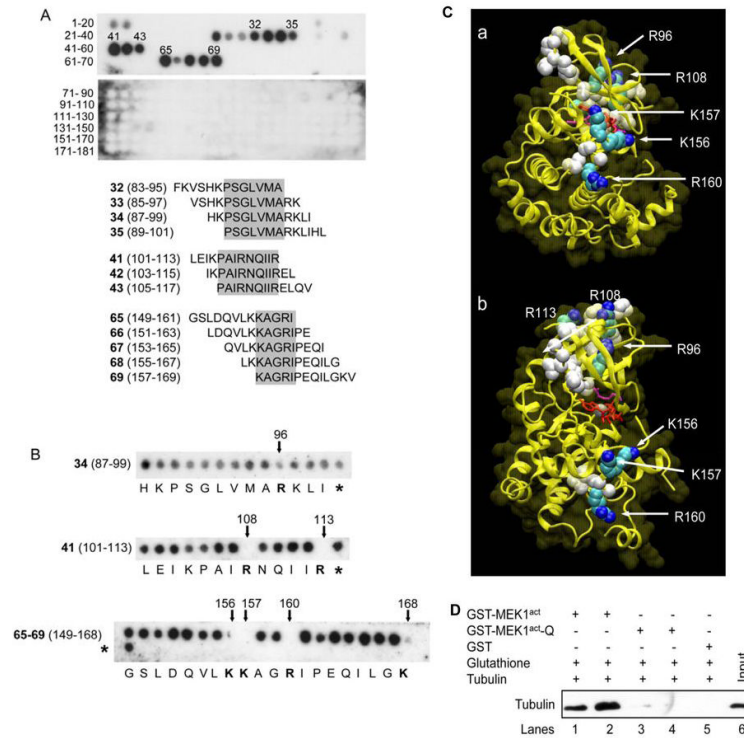 A
1-20
21-40
41-60
61-70
41 43
65 69
32 35
71- 90
91-110
111-130
131-150
151-170
171-181
32 (83-95) FKVSHKPSGLVMA
33 (85-97) VSHKPSGLVMARK
34 (87-99) HKPSGLVMARKLI
35 (89-101) PSGLVMARKLIHL
41 (101-113) LEIKPAIRNQIIR
42 (103-115) IKPAIRNQIIREL
43 (105-117) PAIRNQIIRELQV
65 (149-161) GSLDQVLKKAGRI
66 (151-163) LDQVLKKAGRIPE
67 (153-165) QVLKKAGRIPEQI
68 (155-167) LKKAGRIPEQILG
69 (157-169) KAGRIPEQILGKV
B
96
34 (87-99)
H K P S G L V M A R K L I *
108 113
41 (101-113)
L E I K P A I R N Q I I R *
156 157 160 168
65-69 (149-168)
*
G S L D Q V L K K A G R I P E Q I L G K
C
a
R96
R108
K157
K156
R160
b
R108
R113
R96
K156
K157
R160
D
GST-MEK1act + + - - -
GST-MEK1act-Q - - + + -
GST - - - - +
Glutathione + + + + +
Tubulin + + + + +
Input
Tubulin
Lanes 1 2 3 4 5 6